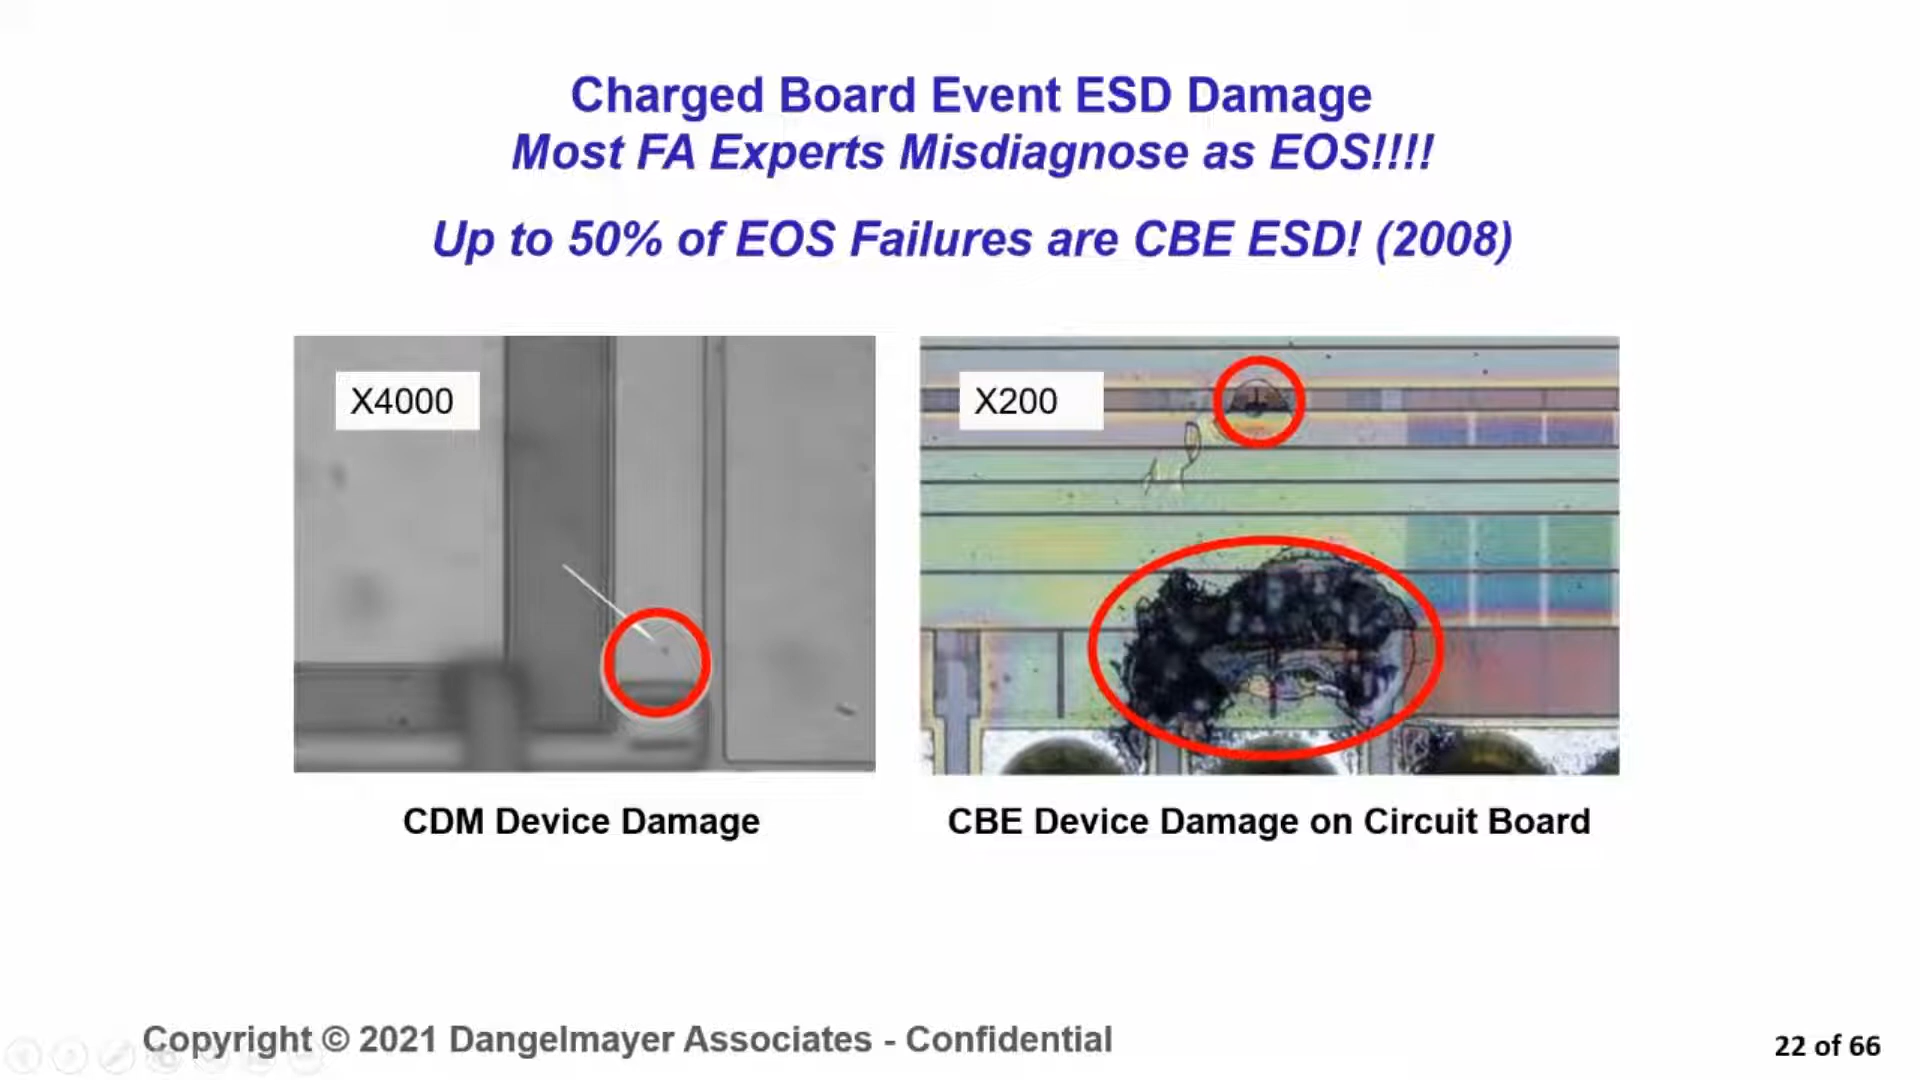 Charged Board Event ESD Damage
Most FA Experts Misdiagnose as EOS!!!!
Up to 50% of EOS Failures are CBE ESD! (2008)
X4000
X200
CDM Device Damage
CBE Device Damage on Circuit Board
Copyright © 2021 Dangelmayer Associates - Confidential
22 of 66